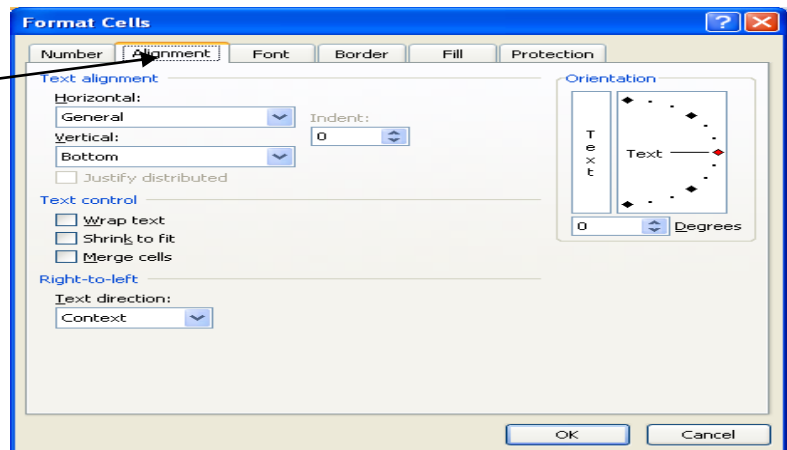 Format Cells
Number Alignment Font Border Fill Protection
Text alignment
Horizontal:
General
Indent:
Vertical:
0
Bottom
Justify distributed
Text control
Wrap text
Shrink to fit
Merge cells
Right-to-left
Text direction:
Context
Orientation
Text
Text
0 Degrees
OK Cancel